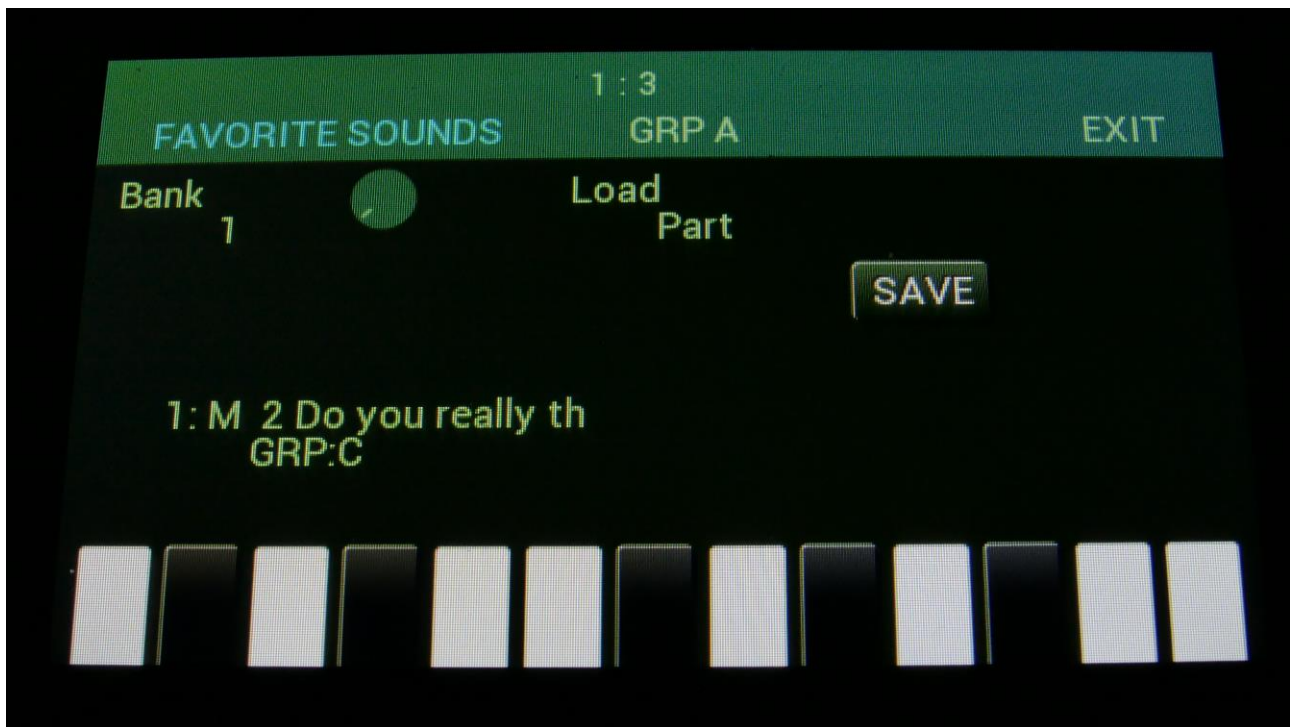 1 : 3
FAVORITE SOUNDS GRP A EXIT
Bank Load
1 Part
SAVE
1: M 2 Do you really th
GRP:C